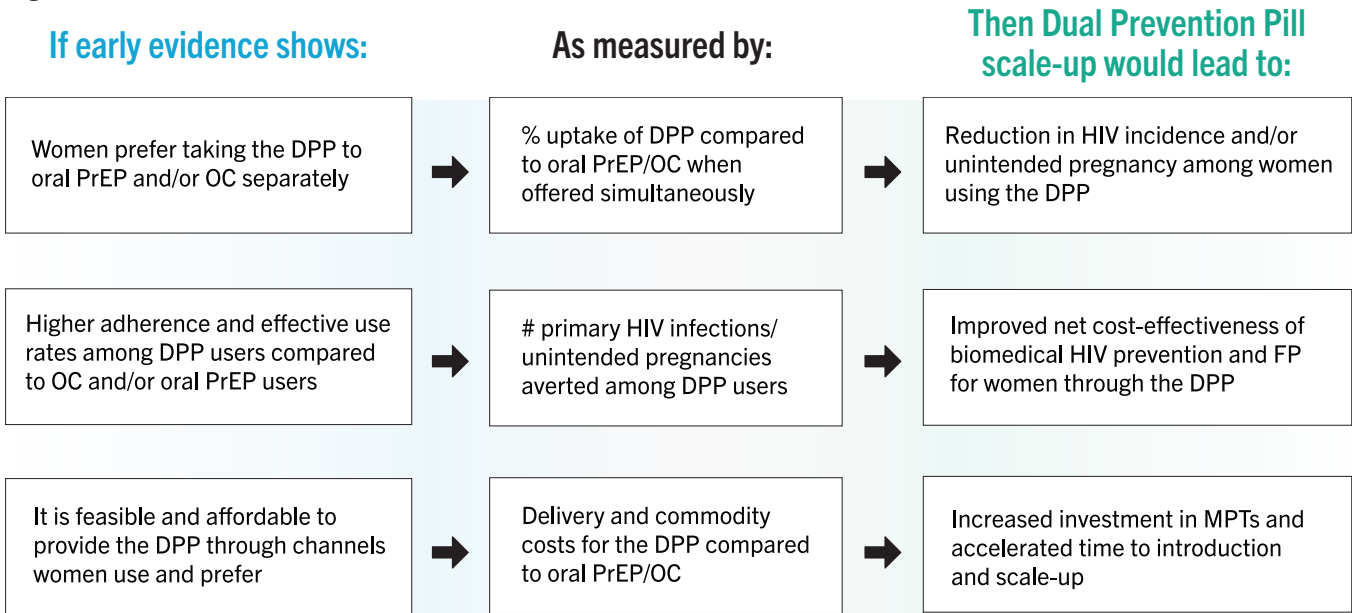 If early evidence shows:
As measured by:
Then Dual Prevention Pill
scale-up would lead to:
Women prefer taking the DPP to
oral PrEP and/or OC separately
% uptake of DPP compared
to oral PrEP/OC when
offered simultaneously
Reduction in HIV incidence and/or
unintended pregnancy among women
using the DPP
Higher adherence and effective use
rates among DPP users compared
to OC and/or oral PrEP users
# primary HIV infections/
unintended pregnancies
averted among DPP users
Improved net cost-effectiveness of
biomedical HIV prevention and FP
for women through the DPP
It is feasible and affordable to
provide the DPP through channels
women use and prefer
Delivery and commodity
costs for the DPP compared
to oral PrEP/OC
Increased investment in MPTs and
accelerated time to introduction
and scale-up